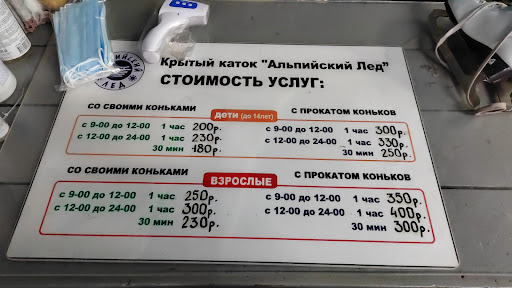 АЛЬПИЙСКИЙ ЛЕД
Крытый каток "Альпийский Лед"
СТОИМОСТЬ УСЛУГ:
СО СВОИМИ КОНЬКАМИ
дети (до 14лет)
С ПРОКАТОМ КОНЬКОВ
с 9-00 до 12-00 1 час 200р.
с 12-00 до 24-00 1 час 230р.
30 мин 180р.
с 9-00 до 12-00 1 час 300р.
с 12-00 до 24-00 1 час 330р.
30 мин 250р.
СО СВОИМИ КОНЬКАМИ
ВЗРОСЛЫЕ
С ПРОКАТОМ КОНЬКОВ
с 9-00 до 12-00 1 час 250р.
с 12-00 до 24-00 1 час 300р.
30 мин 230р.
с 9-00 до 12-00 1 час 350р.
с 12-00 до 24-00 1 час 400р.
30 мин 300р.